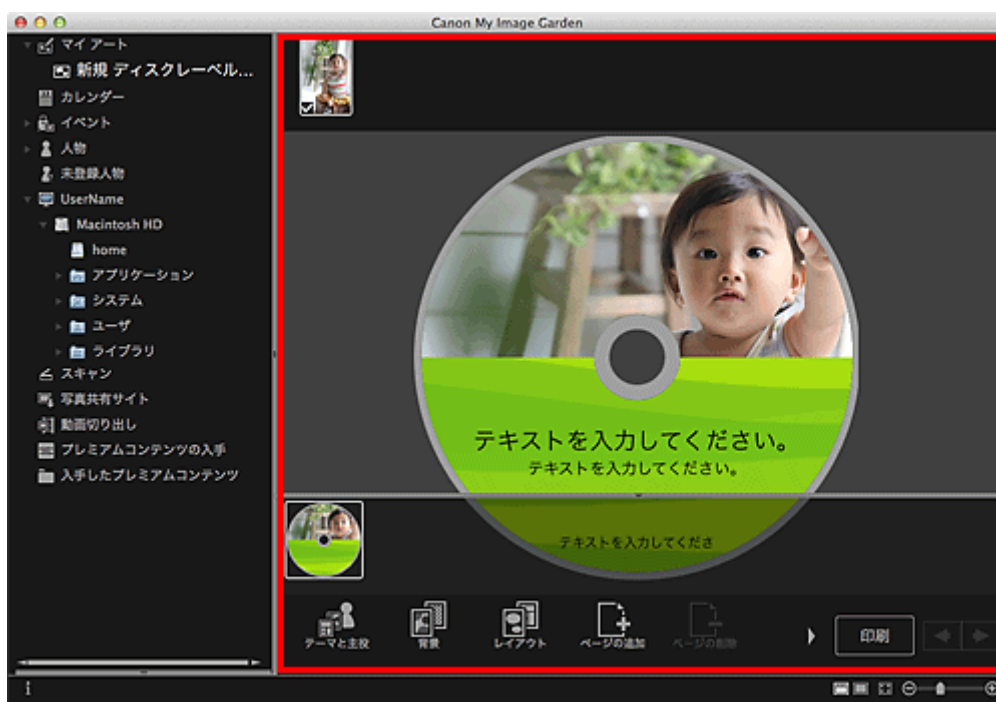 Canon My Image Garden
マイ アート
新規 ディスクレーベル...
カレンダー
イベント
人物
未登録人物
UserName
Macintosh HD
home
アプリケーション
システム
ユーザ
ライブラリ
スキャン
写真共有サイト
動画切り出し
プレミアムコンテンツの入手
入手したプレミアムコンテンツ
テキストを入力してください。
テキストを入力してください。
テキストを入力してくださ
テーマと主役
背景
レイアウト
ページの追加
ページの削除
印刷